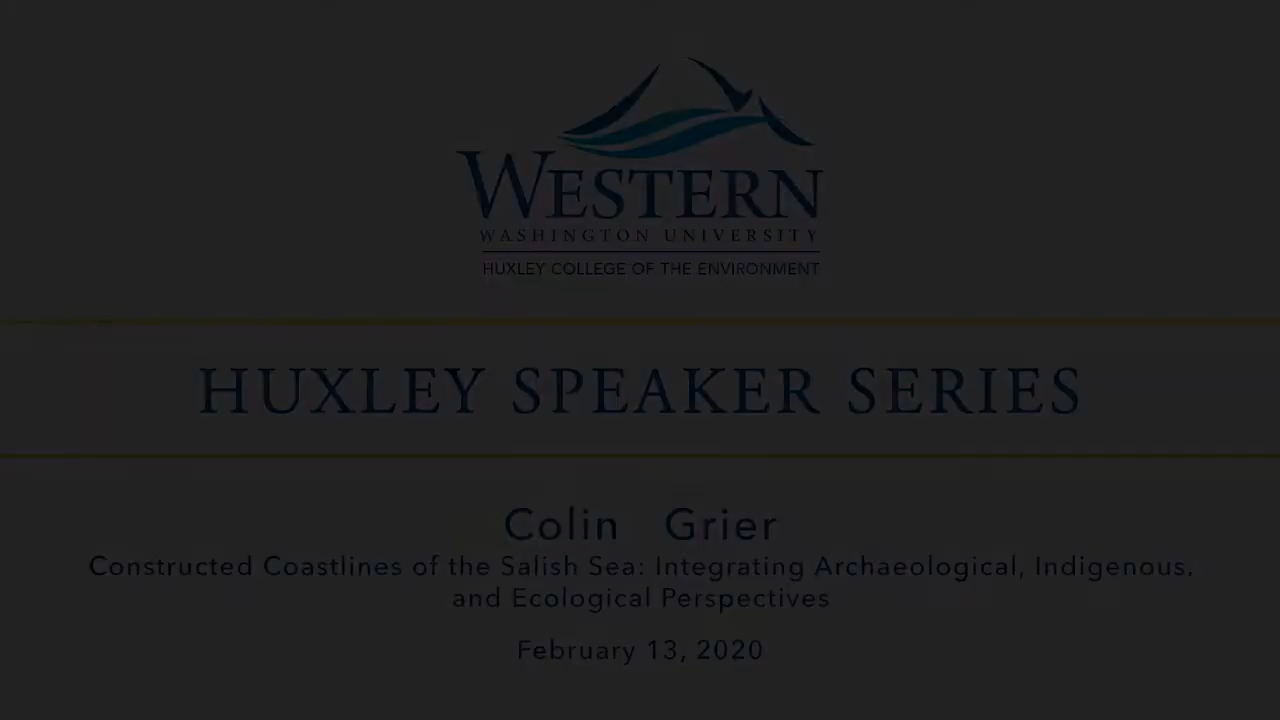 WESTERN
WASHINGTON UNIVERSITY
HUXLEY COLLEGE OF THE ENVIRONMENT
HUXLEY SPEAKER SERIES
Colin Grier
Constructed Coastlines of the Salish Sea: Integrating Archaeological, Indigenous,
and Ecological Perspectives
February 13, 2020